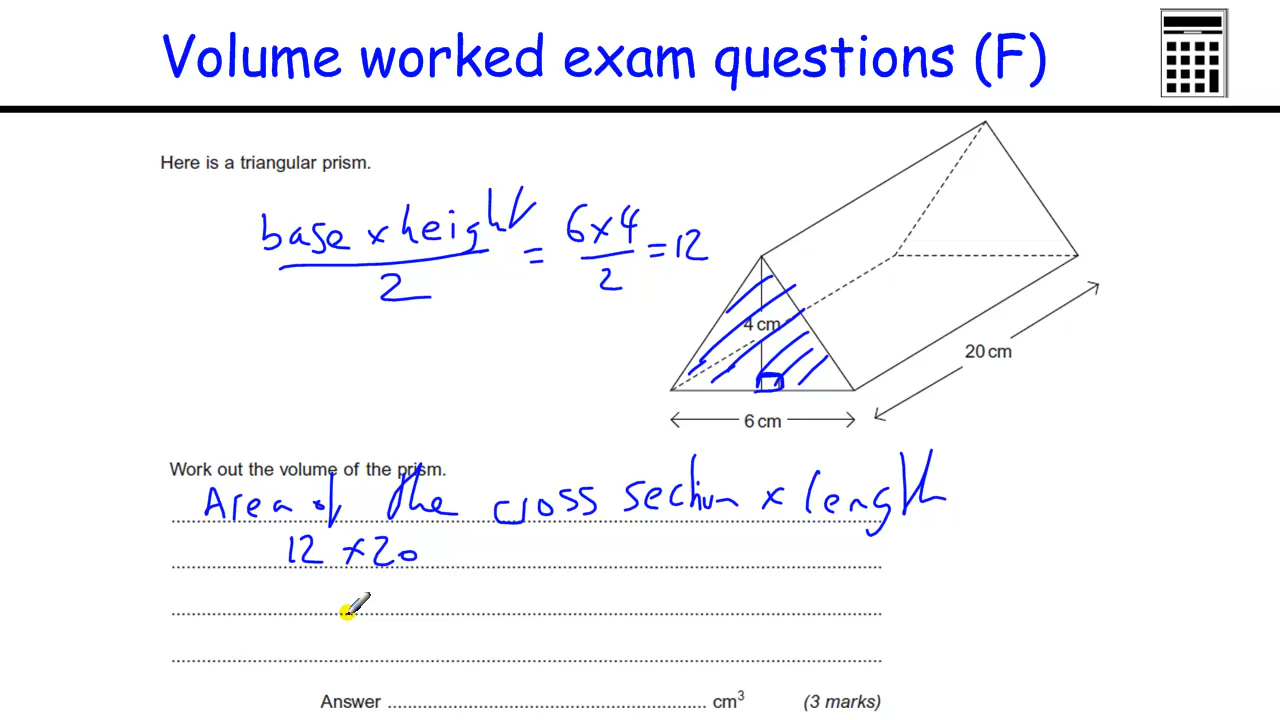 Volume worked exam questions (F)
Here is a triangular prism.
base x height
2
= 6 x 4
2
= 12
4 cm
20 cm
6 cm
Work out the volume of the prism.
Area of the cross section x length
12 x 20
Answer ................ cm³ (3 marks)